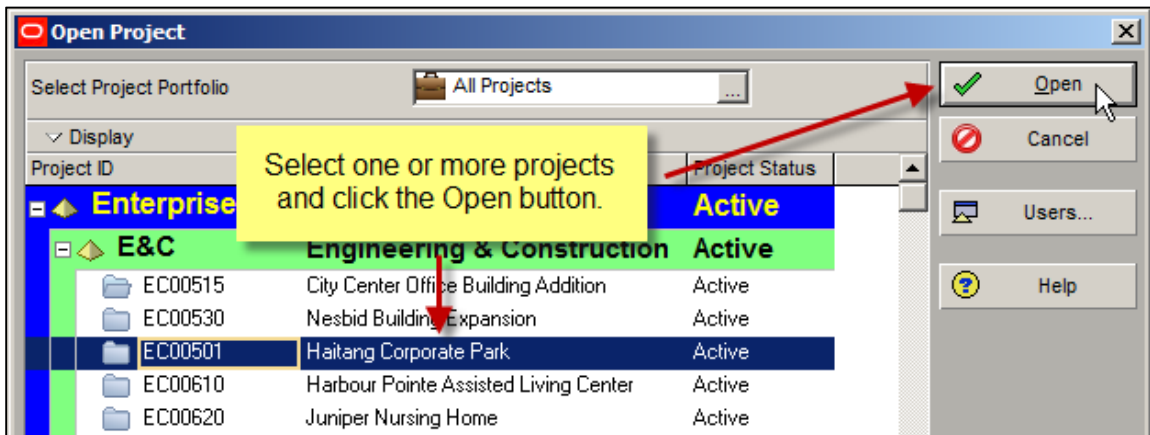 Open Project
Select Project Portfolio All Projects ...
Open
Display
Cancel
Project ID Project Status
Select one or more projects
and click the Open button.
Enterprise Active
Users...
E&C Engineering & Construction Active
EC00515 City Center Office Building Addition Active
Help
EC00530 Nesbid Building Expansion Active
EC00501 Haitang Corporate Park Active
EC00610 Harbour Pointe Assisted Living Center Active
EC00620 Juniper Nursing Home Active